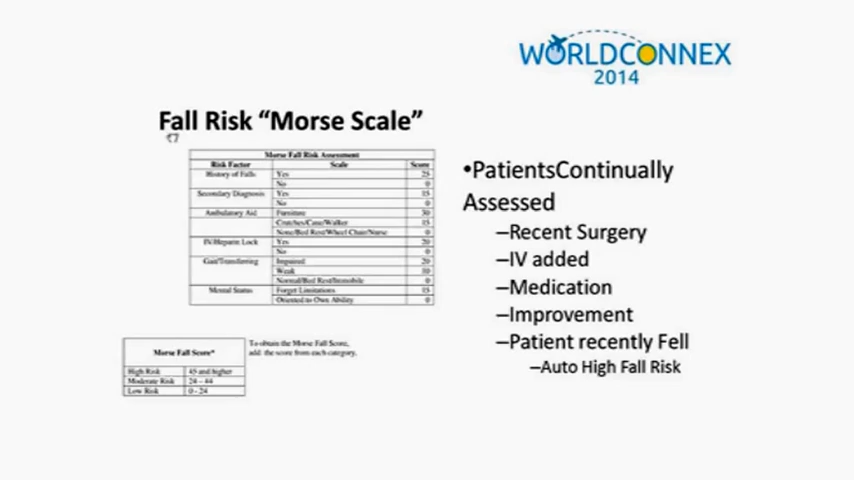 WORLDCONNEX
2014
Fall Risk “Morse Scale”
Morse Fall Risk Assessment
Risk Factor Scale Score
History of Falls Yes 25
No 0
Secondary Diagnosis Yes 15
No 0
Ambulatory Aid Furniture 30
Crutches/Cane/Walker 15
None/Bed Rest/Wheel Chair/Nurse 0
IV/Heparin Lock Yes 20
No 0
Gait/Transferring Impaired 20
Weak 10
Normal/Bed Rest/Immobile 0
Mental Status Forget Limitations 15
Oriented to Own Ability 0
Morse Fall Score*
High Risk 45 and higher
Moderate Risk 24 – 44
Low Risk 0 - 24
To obtain the Morse Fall Score,
add the score from each category.
•PatientsContinually
Assessed
–Recent Surgery
–IV added
–Medication
–Improvement
–Patient recently Fell
–Auto High Fall Risk